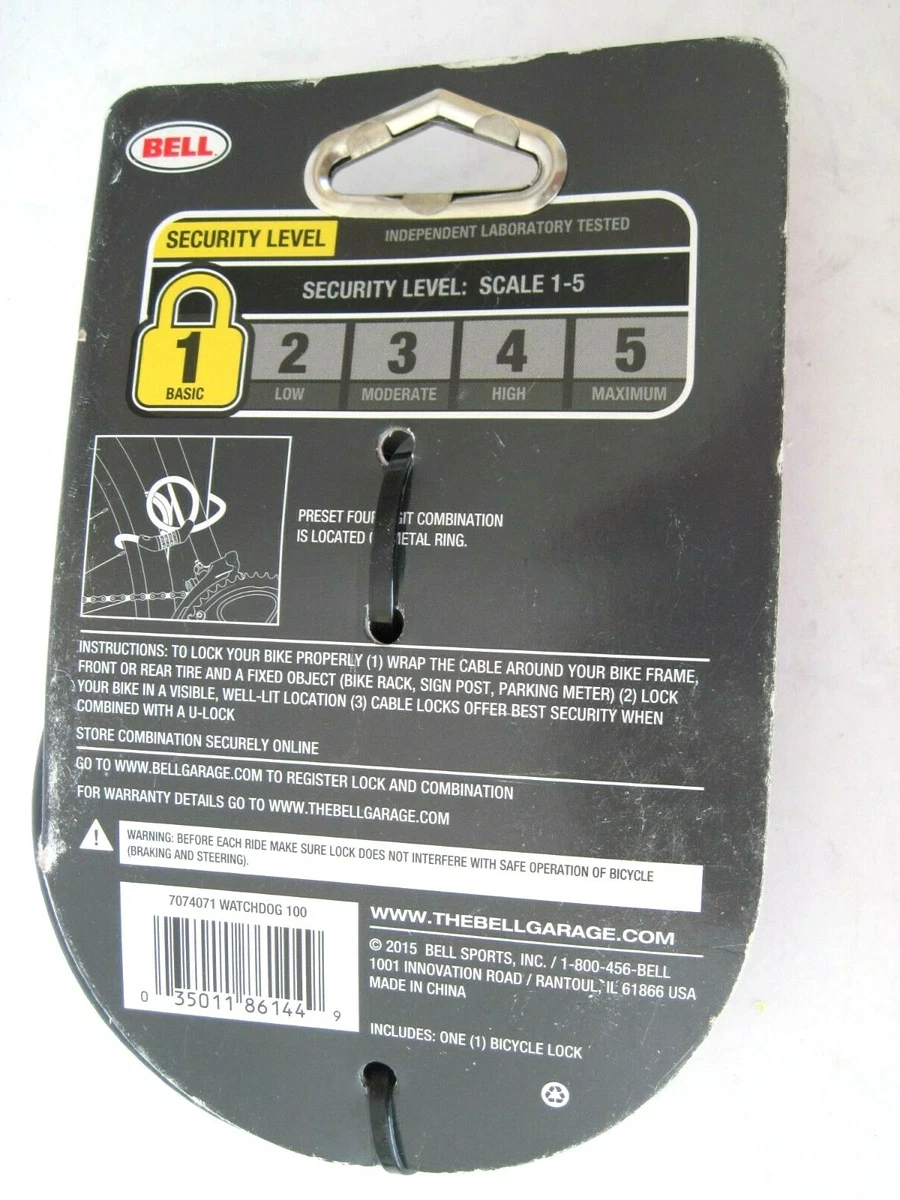 BELL
SECURITY LEVEL
INDEPENDENT LABORATORY TESTED
SECURITY LEVEL: SCALE 1-5
1 2 3 4 5
BASIC LOW MODERATE HIGH MAXIMUM
PRESET COMBINATION
IS LOCATED RING.
INSTRUCTIONS: TO LOCK YOUR BIKE PROPERLY (1) WRAP THE CABLE AROUND YOUR BIKE FRAME,
FRONT OR REAR TIRE AND A FIXED OBJECT (BIKE RACK, SIGN POST, PARKING METER) (2) LOCK
YOUR BIKE IN A VISIBLE, WELL-LIT LOCATION (3) CABLE LOCKS OFFER BEST SECURITY WHEN
COMBINED WITH A U-LOCK
STORE COMBINATION SECURELY ONLINE
GO TO WWW.BELLGARAGE.COM TO REGISTER LOCK AND COMBINATION
FOR WARRANTY DETAILS GO TO WWW.THEBELLGARAGE.COM
! WARNING: BEFORE EACH RIDE MAKE SURE LOCK DOES NOT INTERFERE WITH SAFE OPERATION OF BICYCLE
(BRAKING AND STEERING).
7074071 WATCHDOG 100
0 35011 86144 9
WWW.THEBELLGARAGE.COM
© 2015 BELL SPORTS, INC. / 1-800-456-BELL
1001 INNOVATION ROAD / RANTOUL, IL 61866 USA
MADE IN CHINA
INCLUDES: ONE (1) BICYCLE LOCK